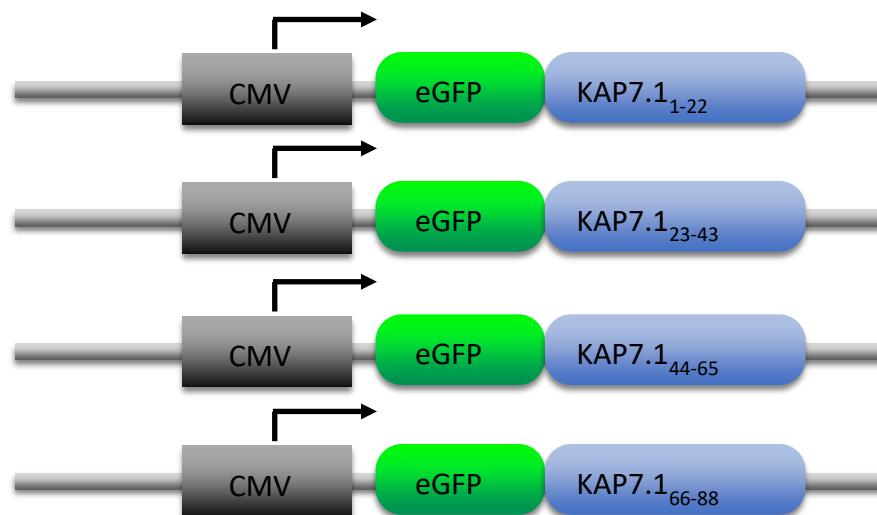 CMV eGFP KAP7.1₁₋₂₂
CMV eGFP KAP7.1₂₃₋₄₃
CMV eGFP KAP7.1₄₄₋₆₅
CMV eGFP KAP7.1₆₆₋₈₈